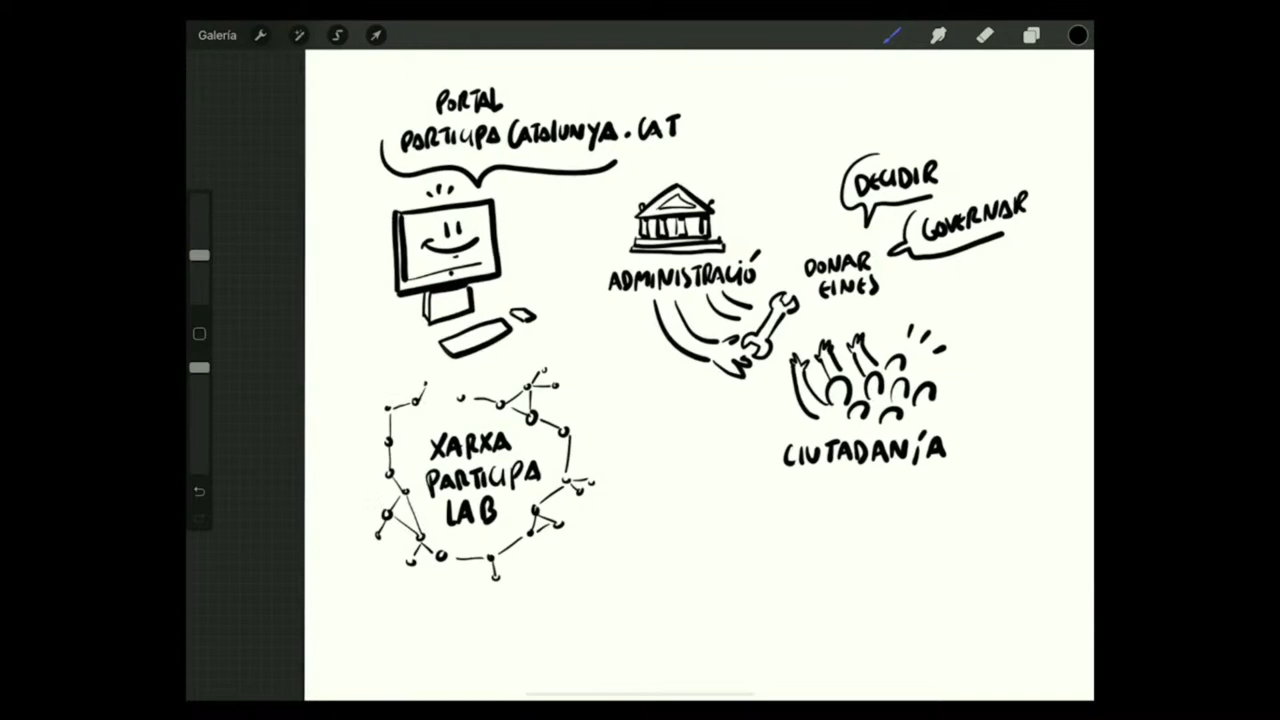 Galería
PORTAL
PARTICIPA CATALUNYA.CAT
DECIDIR
GOVERNAR
ADMINISTRACIÓ
DONAR
EINES
XARXA
PARTICIPA
LAB
CIUTADANÍA